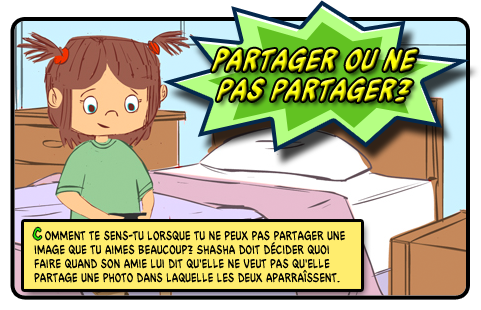 PARTAGER OU NE
PAS PARTAGER?
COMMENT TE SENS-TU LORSQUE TU NE PEUX PAS PARTAGER UNE
IMAGE QUE TU AIMES BEAUCOUP? SHASHA DOIT DÉCIDER QUOI
FAIRE QUAND SON AMIE LUI DIT QU'ELLE NE VEUT PAS QU'ELLE
PARTAGE UNE PHOTO DANS LAQUELLE LES DEUX APARRAÎSSENT.